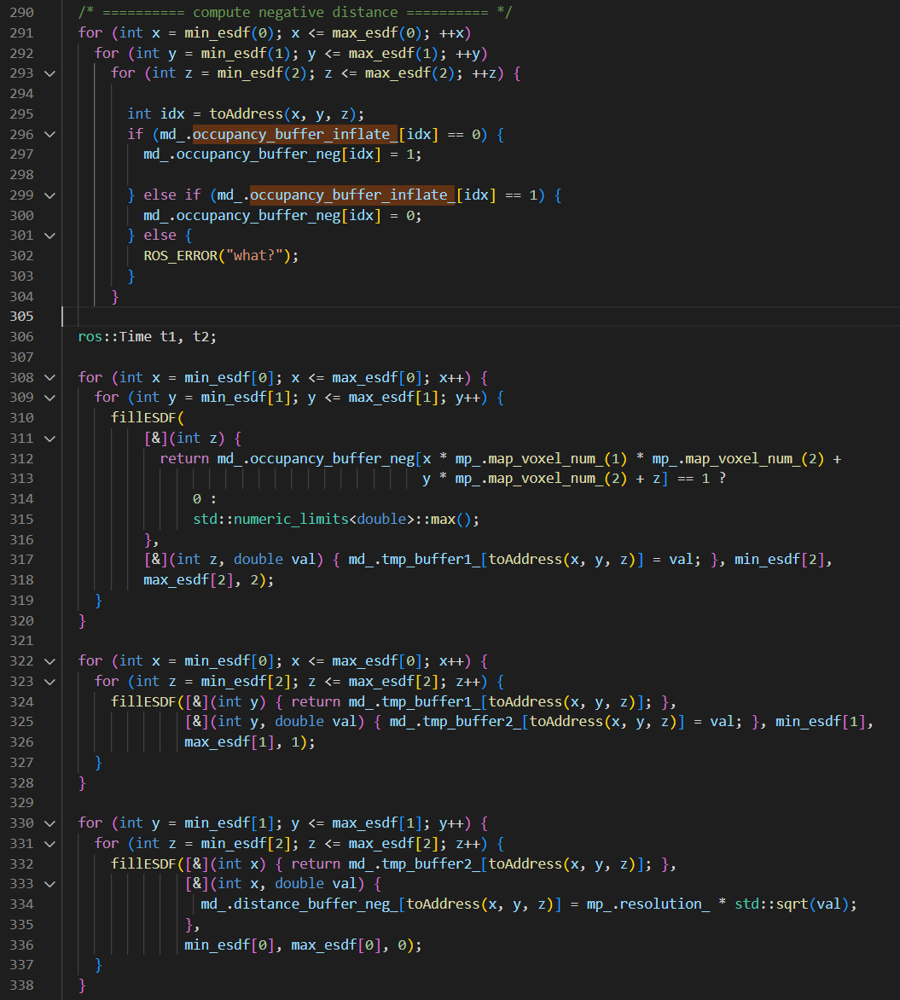 290 /* ========== compute negative distance ========== */
291 for (int x = min_esdf(0); x <= max_esdf(0); ++x)
292 for (int y = min_esdf(1); y <= max_esdf(1); ++y)
293 for (int z = min_esdf(2); z <= max_esdf(2); ++z) {
294
295 int idx = toAddress(x, y, z);
296 if (md_.occupancy_buffer_inflate_[idx] == 0) {
297 md_.occupancy_buffer_neg[idx] = 1;
298
299 } else if (md_.occupancy_buffer_inflate_[idx] == 1) {
300 md_.occupancy_buffer_neg[idx] = 0;
301 } else {
302 ROS_ERROR("what?");
303 }
304 }
305
306 ros::Time t1, t2;
307
308 for (int x = min_esdf[0]; x <= max_esdf[0]; x++) {
309 for (int y = min_esdf[1]; y <= max_esdf[1]; y++) {
310 fillESDF(
311 [&](int z) {
312 return md_.occupancy_buffer_neg[x * mp_.map_voxel_num_(1) * mp_.map_voxel_num_(2) +
313 y * mp_.map_voxel_num_(2) + z] == 1 ?
314 0 :
315 std::numeric_limits<double>::max();
316 },
317 [&](int z, double val) { md_.tmp_buffer1_[toAddress(x, y, z)] = val; }, min_esdf[2],
318 max_esdf[2], 2);
319 }
320 }
321
322 for (int x = min_esdf[0]; x <= max_esdf[0]; x++) {
323 for (int z = min_esdf[2]; z <= max_esdf[2]; z++) {
324 fillESDF([&](int y) { return md_.tmp_buffer1_[toAddress(x, y, z)]; },
325 [&](int y, double val) { md_.tmp_buffer2_[toAddress(x, y, z)] = val; }, min_esdf[1],
326 max_esdf[1], 1);
327 }
328 }
329
330 for (int y = min_esdf[1]; y <= max_esdf[1]; y++) {
331 for (int z = min_esdf[2]; z <= max_esdf[2]; z++) {
332 fillESDF([&](int x) { return md_.tmp_buffer2_[toAddress(x, y, z)]; },
333 [&](int x, double val) {
334 md_.distance_buffer_neg_[toAddress(x, y, z)] = mp_.resolution_ * std::sqrt(val);
335 },
336 min_esdf[0], max_esdf[0], 0);
337 }
338 }